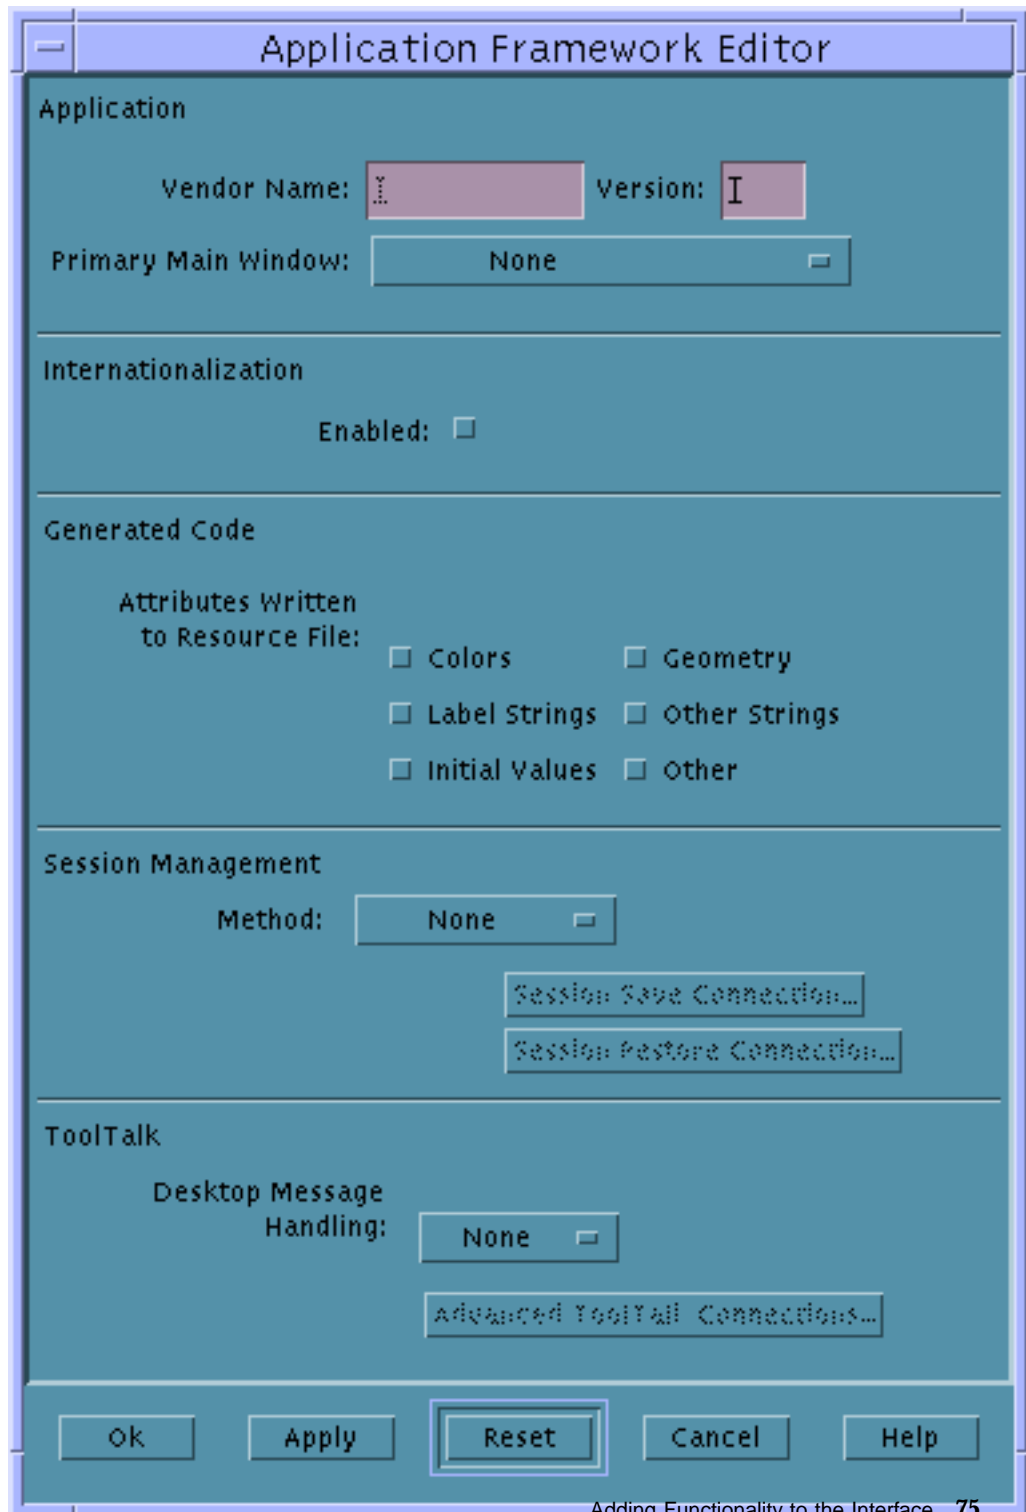 Application Framework Editor
Application
Vendor Name: Version:
Primary Main Window: None
Internationalization
Enabled:
Generated Code
Attributes Written
to Resource File:
Colors Geometry
Label Strings Other Strings
Initial Values Other
Session Management
Method: None
Session Save Connection...
Session Restore Connection...
ToolTalk
Desktop Message
Handling: None
Advanced ToolTalk Connections...
Ok Apply Reset Cancel Help
Adding Functionality to the Interface 75